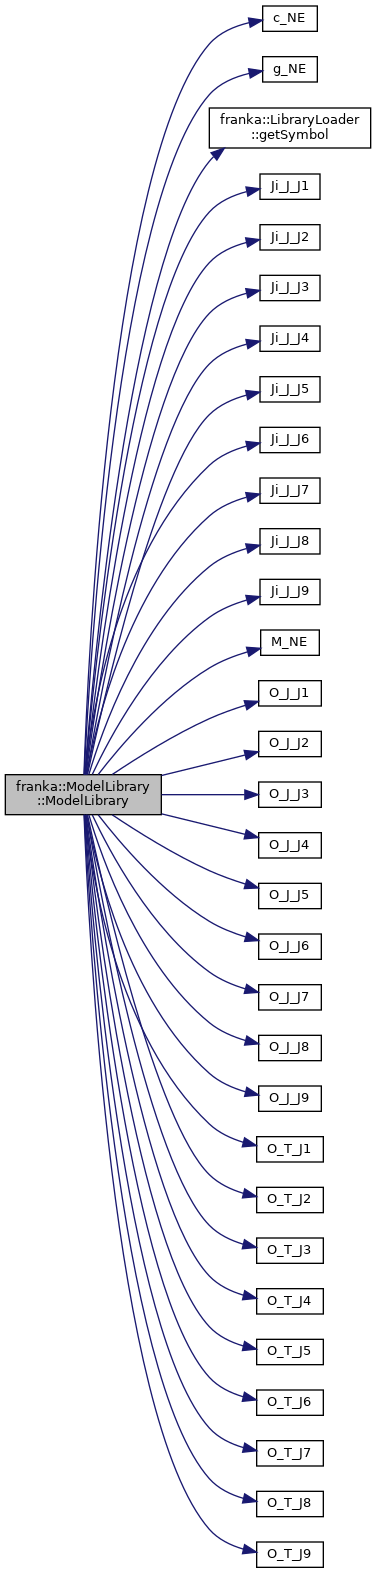 c_NE
g_NE
franka::LibraryLoader
::getSymbol
Ji_J_J1
Ji_J_J2
Ji_J_J3
Ji_J_J4
Ji_J_J5
Ji_J_J6
Ji_J_J7
Ji_J_J8
Ji_J_J9
M_NE
O_J_J1
O_J_J2
franka::ModelLibrary
::ModelLibrary
O_J_J3
O_J_J4
O_J_J5
O_J_J6
O_J_J7
O_J_J8
O_J_J9
O_T_J1
O_T_J2
O_T_J3
O_T_J4
O_T_J5
O_T_J6
O_T_J7
O_T_J8
O_T_J9